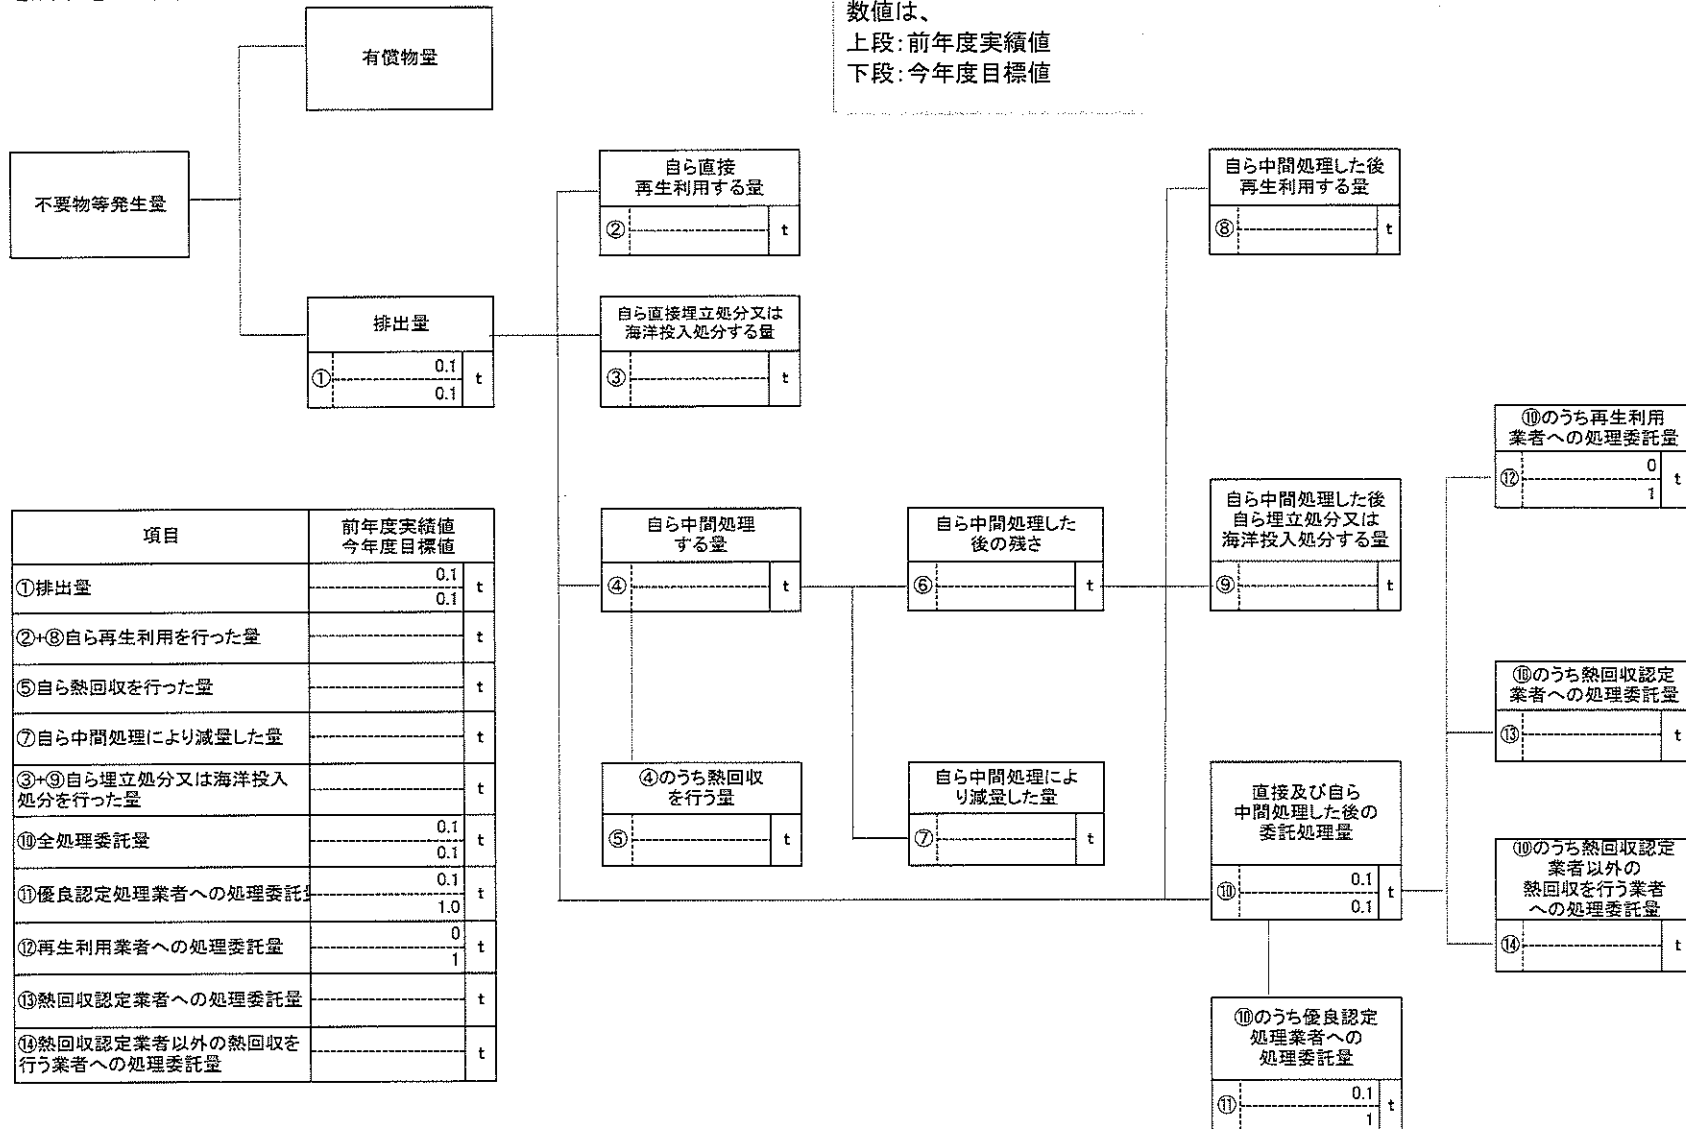 数値は、
上段：前年度実績値
下段：今年度目標値
有償物量
不要物等発生量
排出量
① 0.1 t
0.1
自ら直接
再生利用する量
② t
自ら直接埋立処分又は
海洋投入処分する量
③ t
自ら中間処理
する量
④ t
④のうち熱回収
を行う量
⑤ t
自ら中間処理した
後の残さ
⑥ t
自ら中間処理によ
り減量した量
⑦ t
自ら中間処理した後
再生利用する量
⑧ t
自ら中間処理した後
自ら埋立処分又は
海洋投入処分する量
⑨ t
直接及び自ら
中間処理した後の
委託処理量
⑩ 0.1 t
0.1
⑩のうち優良認定
処理業者への
処理委託量
⑪ 0.1 t
1
⑩のうち再生利用
業者への処理委託量
⑫ 0 t
1
⑩のうち熱回収認定
業者への処理委託量
⑬ t
⑩のうち熱回収認定
業者以外の
熱回収を行う業者
への処理委託量
⑭ t
項目 前年度実績値
今年度目標値
①排出量 0.1 t
0.1
②+⑧自ら再生利用を行った量 t
⑤自ら熱回収を行った量 t
⑦自ら中間処理により減量した量 t
③+⑨自ら埋立処分又は海洋投入
処分を行った量 t
⑩全処理委託量 0.1 t
0.1
⑪優良認定処理業者への処理委託 0.1 t
1.0
⑫再生利用業者への処理委託量 0 t
1
⑬熱回収認定業者への処理委託量 t
⑭熱回収認定業者以外の熱回収を
行う業者への処理委託量 t